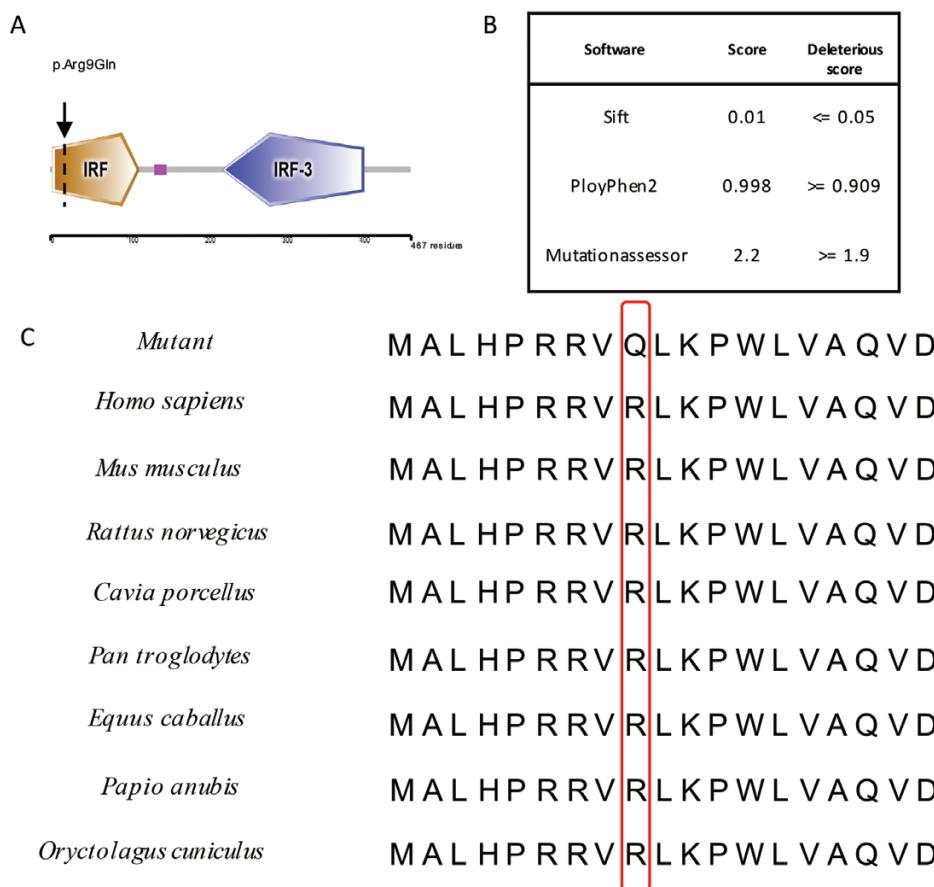 A
p.Arg9Gln
IRF
IRF-3
0 100 200 300 400 467 residues
B
Software Score Deleterious score
Sift 0.01 <= 0.05
PloyPhen2 0.998 >= 0.909
Mutationassessor 2.2 >= 1.9
C
Mutant M A L H P R R V Q L K P W L V A Q V D
Homo sapiens M A L H P R R V R L K P W L V A Q V D
Mus musculus M A L H P R R V R L K P W L V A Q V D
Rattus norvegicus M A L H P R R V R L K P W L V A Q V D
Cavia porcellus M A L H P R R V R L K P W L V A Q V D
Pan troglodytes M A L H P R R V R L K P W L V A Q V D
Equus caballus M A L H P R R V R L K P W L V A Q V D
Papio anubis M A L H P R R V R L K P W L V A Q V D
Oryctolagus cuniculus M A L H P R R V R L K P W L V A Q V D